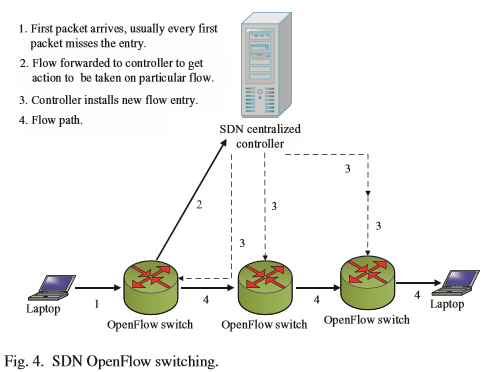 1. First packet arrives, usually every first
packet misses the entry.
2. Flow forwarded to controller to get
action to be taken on particular flow.
3. Controller installs new flow entry.
4. Flow path.
SDN centralized
controller
3
2
3
3
3
1
4
4
4
Laptop
OpenFlow switch
OpenFlow switch
OpenFlow switch
Laptop
Fig. 4. SDN OpenFlow switching.